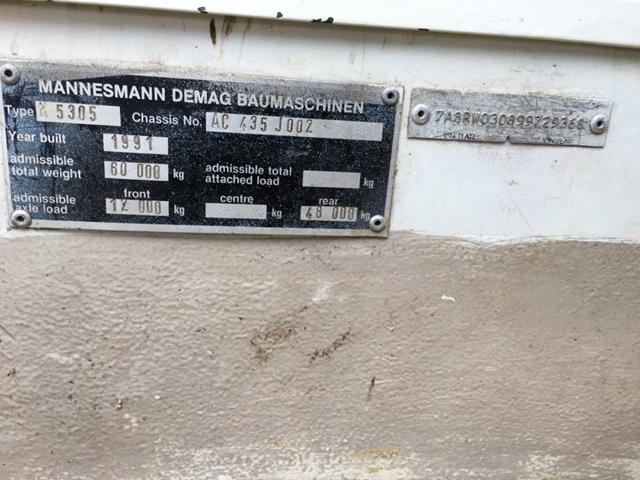 MANNESMANN DEMAG BAUMASCHINEN
Type 5305 Chassis No. AC 435 J002
Year built 1991
admissible total weight 60 000 kg admissible total attached load kg
admissible axle load front 12 000 kg centre kg rear 48 000 kg
7A8RW030899729366